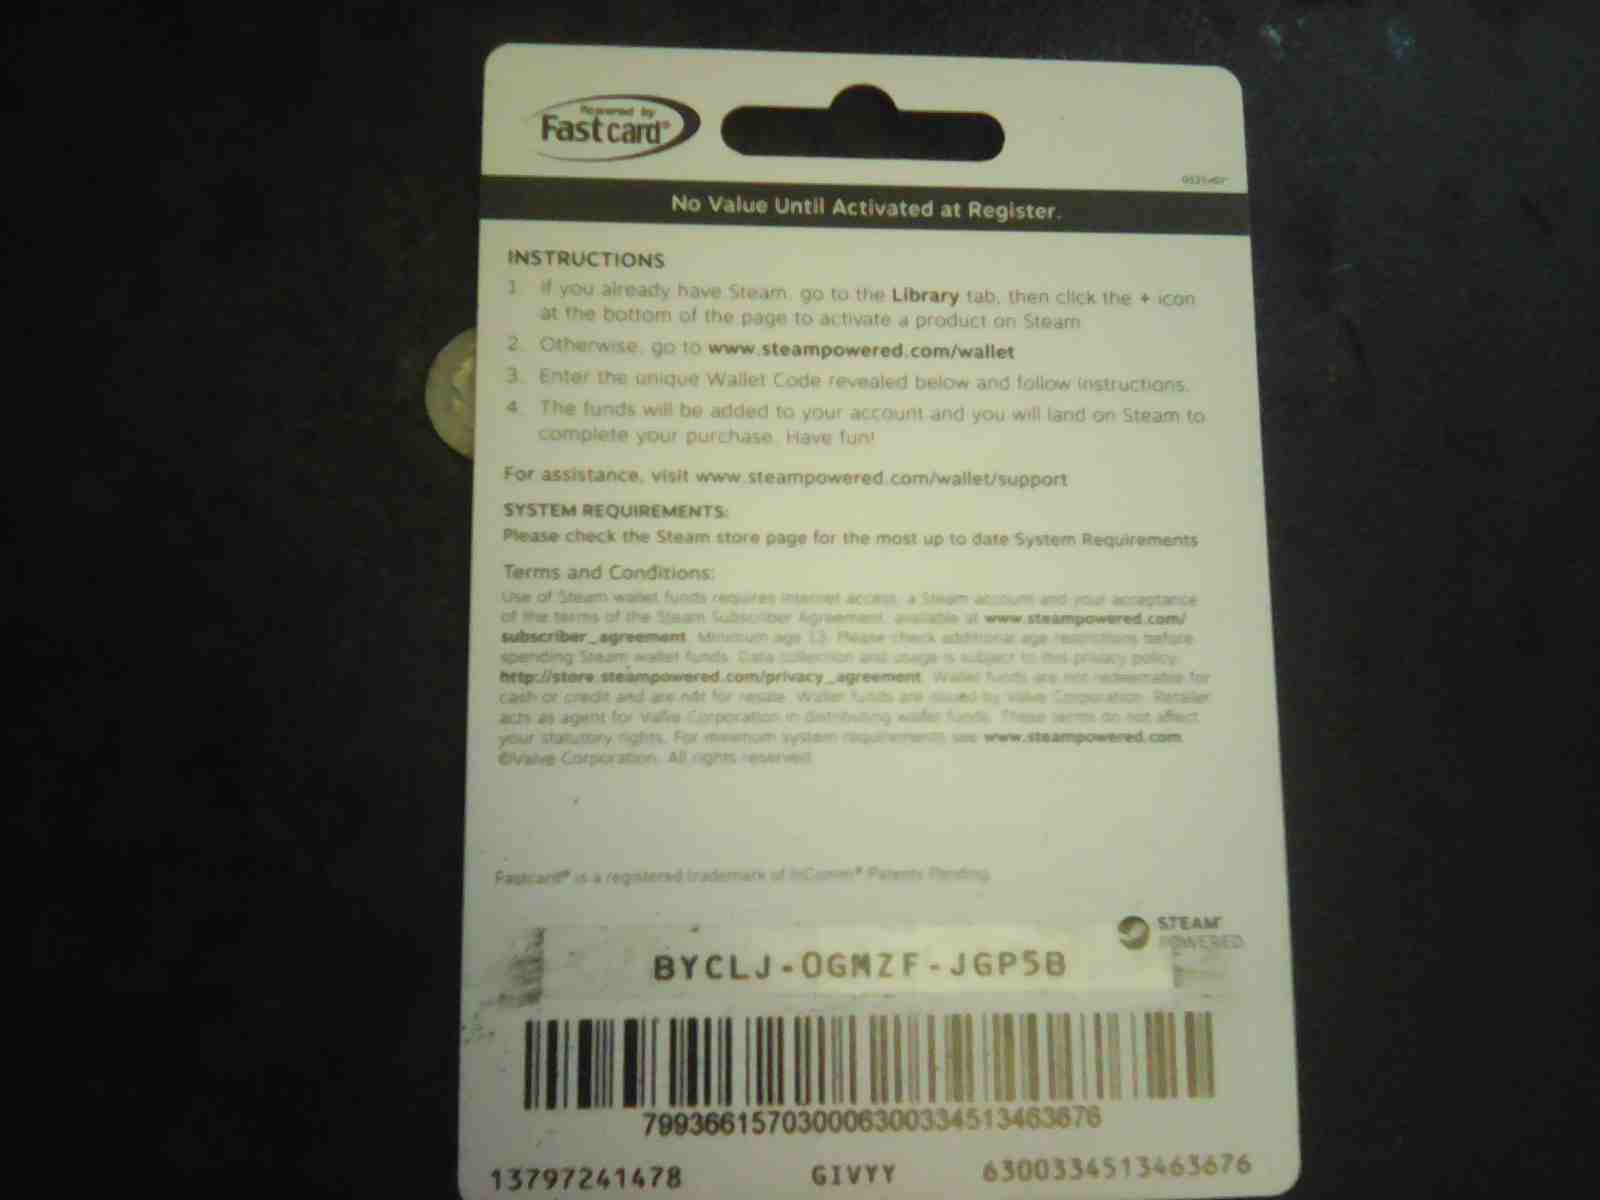 Powered by
Fastcard®
No Value Until Activated at Register.
INSTRUCTIONS
1. If you already have Steam, go to the Library tab, then click the + icon
at the bottom of the page to activate a product on Steam
2. Otherwise, go to www.steampowered.com/wallet
3. Enter the unique Wallet Code revealed below and follow instructions.
4. The funds will be added to your account and you will land on Steam to
complete your purchase. Have fun!
For assistance, visit www.steampowered.com/wallet/support
SYSTEM REQUIREMENTS:
Please check the Steam store page for the most up to date System Requirements
Terms and Conditions:
Use of Steam wallet funds requires internet access, a Steam account and your acceptance
of the terms of the Steam Subscriber Agreement, available at www.steampowered.com/
subscriber_agreement. Minimum age 13. Please check additional age restrictions before
spending Steam wallet funds. Data collection and usage is subject to this privacy policy:
http://store.steampowered.com/privacy_agreement. Wallet funds are not redeemable for
cash or credit and are not for resale. Wallet funds are issued by Valve Corporation. Retailer
acts as agent for Valve Corporation in distributing wallet funds. These terms do not affect
your statutory rights. For minimum system requirements see www.steampowered.com.
©Valve Corporation. All rights reserved.
Fastcard® is a registered trademark of InComm® Patents Pending.
STEAM
POWERED
BYCLJ-0GMZF-JGP5B
799366157030006300334513463676
13797241478 GIVYY 6300334513463676